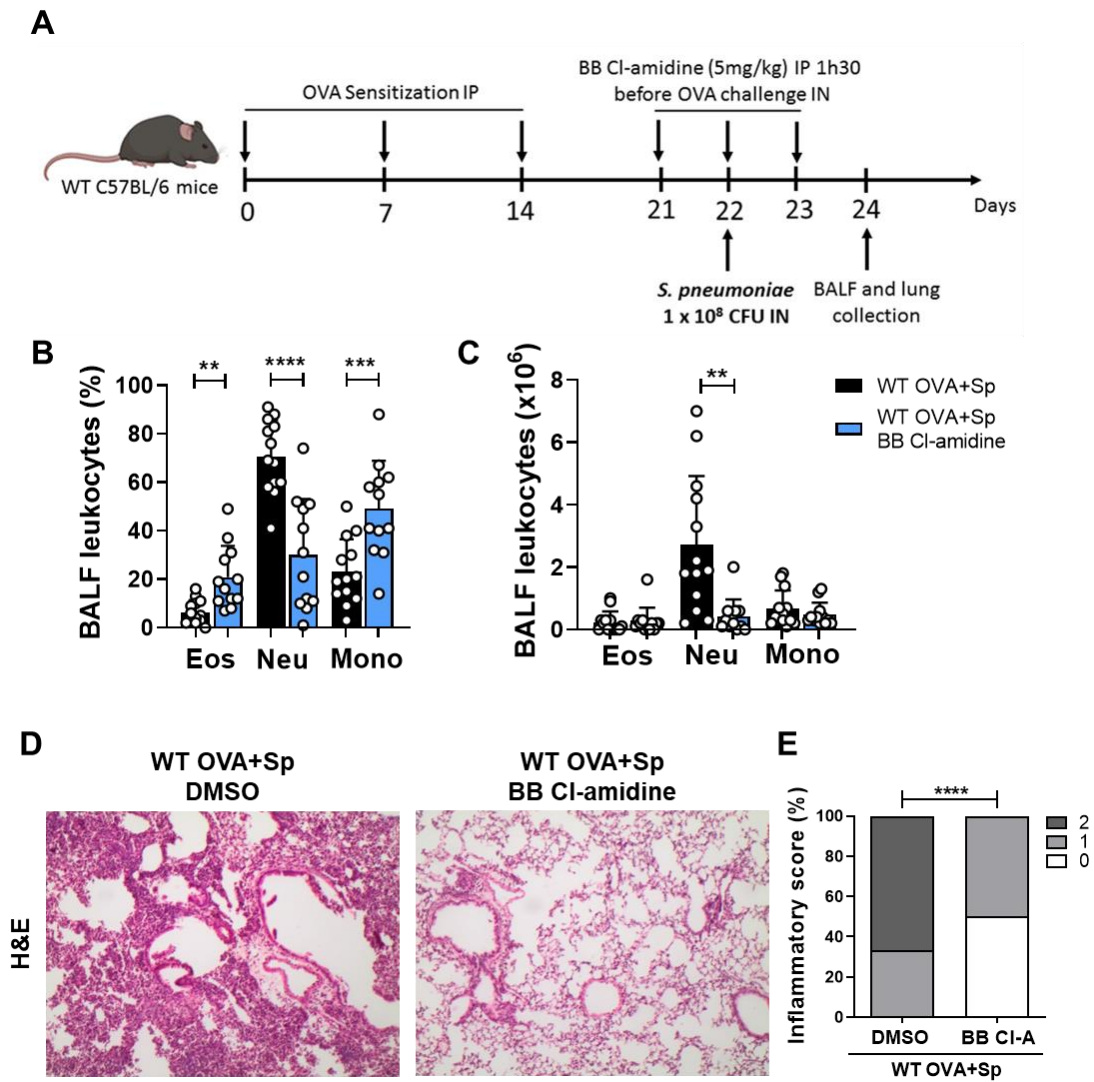 A
OVA Sensitization IP
BB Cl-amidine (5mg/kg) IP 1h30
before OVA challenge IN
WT C57BL/6 mice
0
7
14
21
22
23
24
Days
S. pneumoniae
1 x 10⁸ CFU IN
BALF and lung
collection
B
BALF leukocytes (%)
100
80
60
40
20
0
**
****
***
Eos
Neu
Mono
C
BALF leukocytes (x10⁶)
8
6
4
2
0
**
Eos
Neu
Mono
WT OVA+Sp
WT OVA+Sp
BB Cl-amidine
D
WT OVA+Sp
DMSO
WT OVA+Sp
BB Cl-amidine
H&E
E
Inflammatory score (%)
100
80
60
40
20
0
****
2
1
0
DMSO
BB Cl-A
WT OVA+Sp